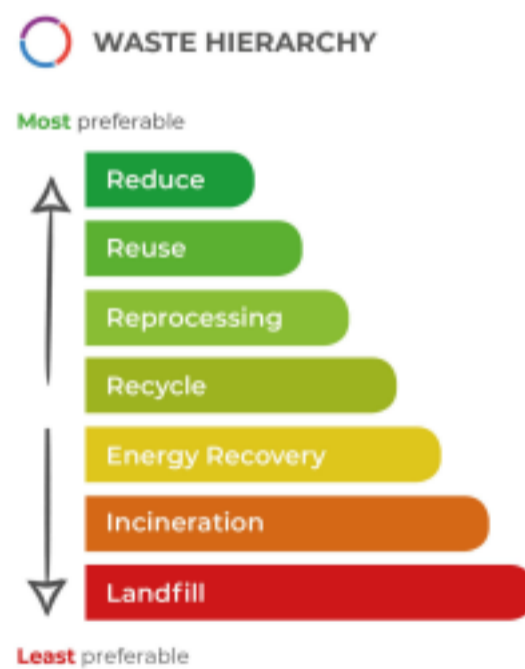 WASTE HIERARCHY
Most preferable
Reduce
Reuse
Reprocessing
Recycle
Energy Recovery
Incineration
Landfill
Least preferable